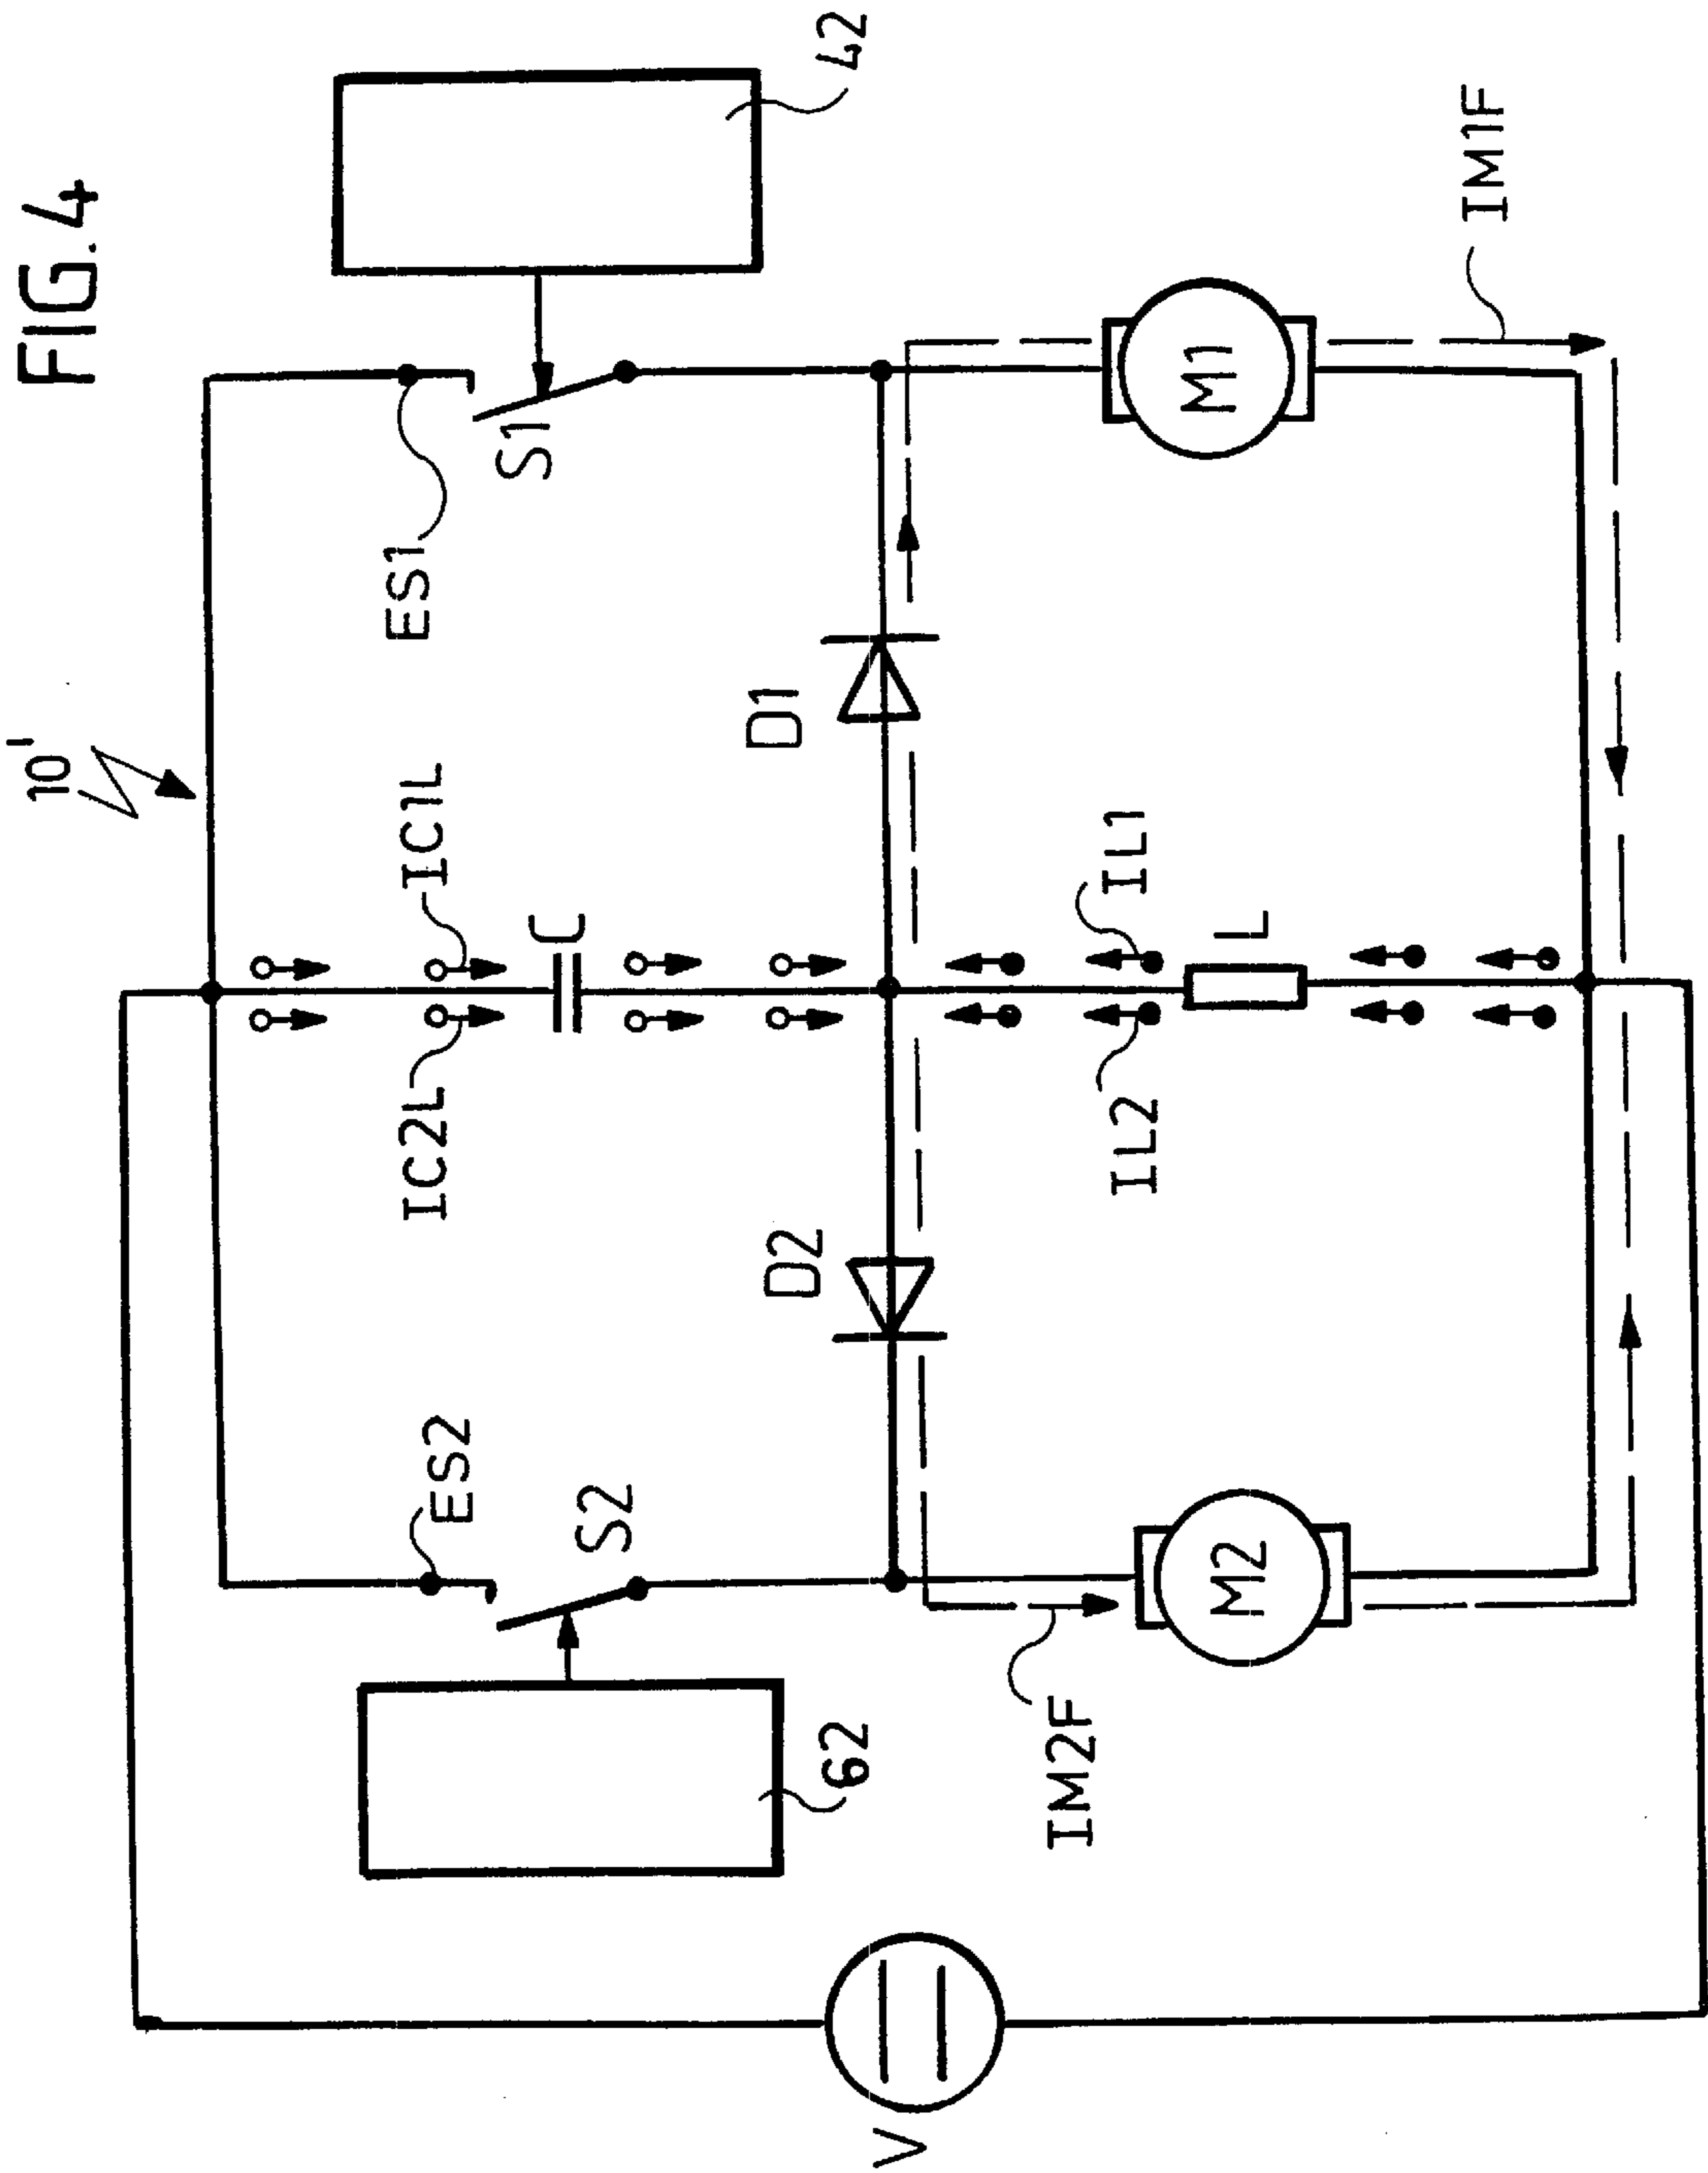 FIG. 4
10'
42
ES1
S1
IC1L
IC2L
C
ES2
S2
62
D1
D2
IL1
IL2
L
M1
M2
IM1F
IM2F
V